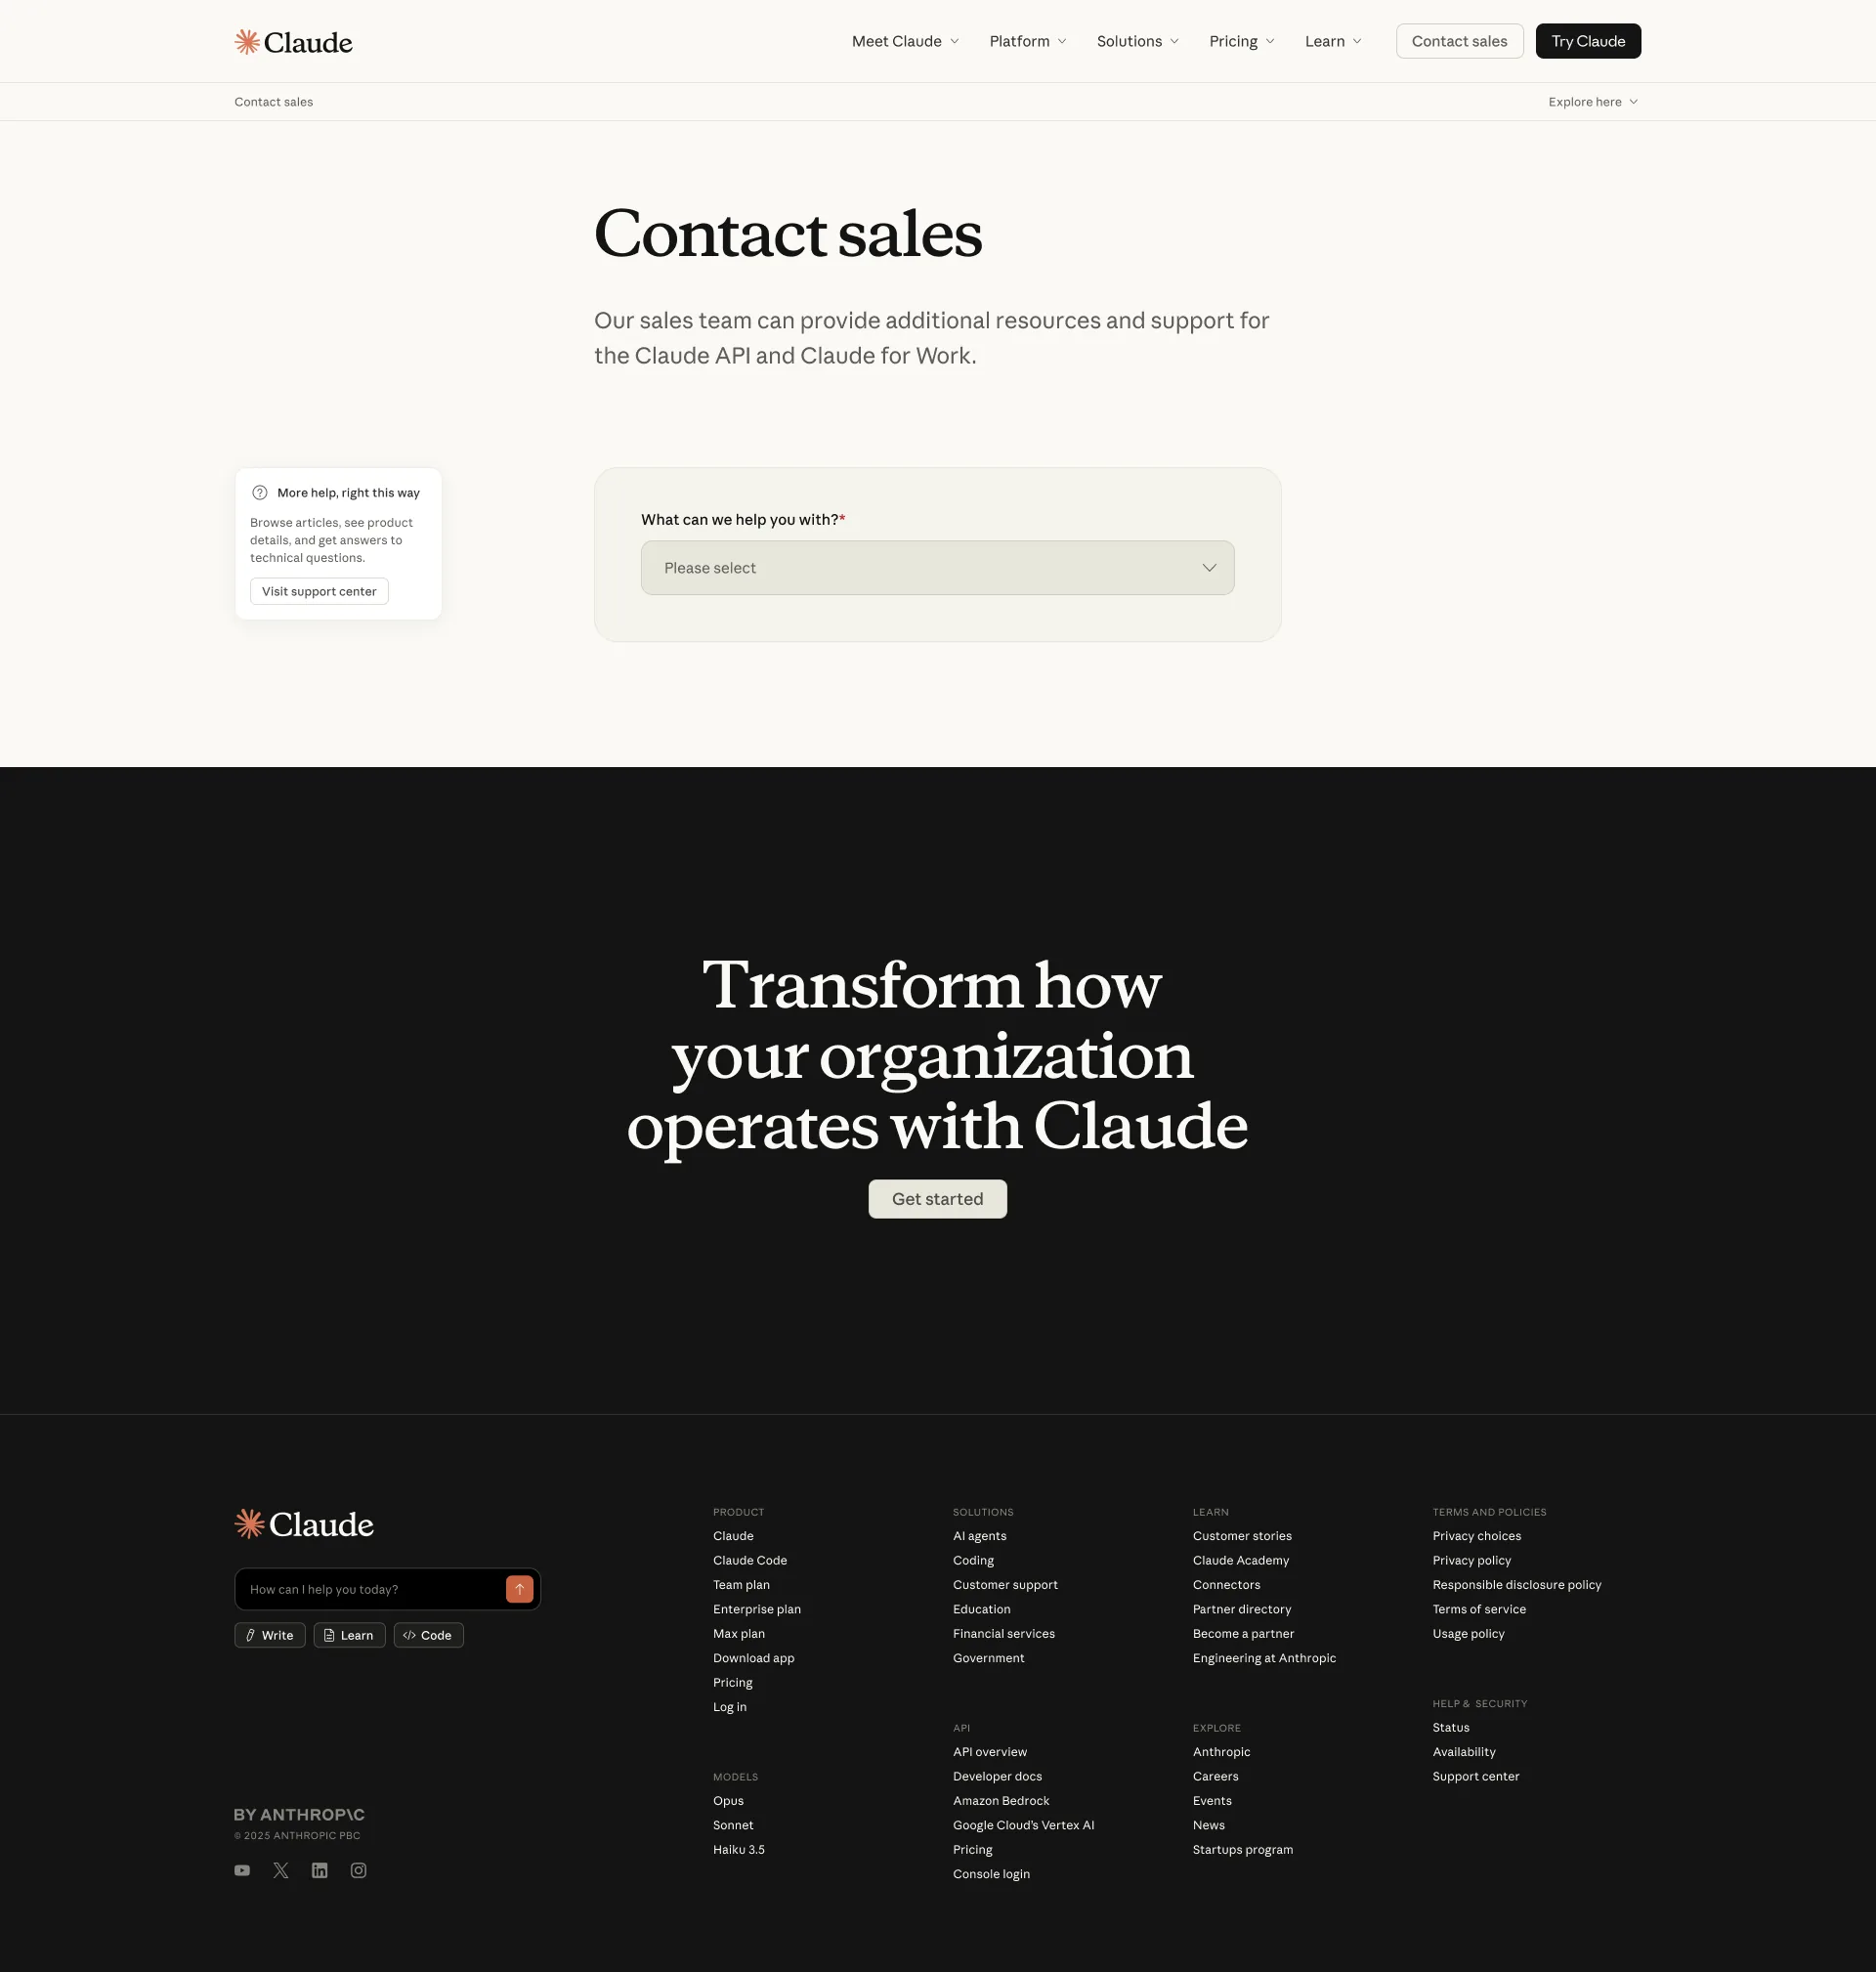 Claude
Meet Claude
Platform
Solutions
Pricing
Learn
Contact sales
Try Claude
Contact sales
Explore here
Contact sales
Our sales team can provide additional resources and support for
the Claude API and Claude for Work.
More help, right this way
Browse articles, see product
details, and get answers to
technical questions.
Visit support center
What can we help you with?*
Please select
Transform how
your organization
operates with Claude
Get started
Claude
How can I help you today?
Write
Learn
Code
BY ANTHROP\C
© 2025 ANTHROPIC PBC
PRODUCT
Claude
Claude Code
Team plan
Enterprise plan
Max plan
Download app
Pricing
Log in
MODELS
Opus
Sonnet
Haiku 3.5
SOLUTIONS
AI agents
Coding
Customer support
Education
Financial services
Government
API
API overview
Developer docs
Amazon Bedrock
Google Cloud's Vertex AI
Pricing
Console login
LEARN
Customer stories
Claude Academy
Connectors
Partner directory
Become a partner
Engineering at Anthropic
EXPLORE
Anthropic
Careers
Events
News
Startups program
TERMS AND POLICIES
Privacy choices
Privacy policy
Responsible disclosure policy
Terms of service
Usage policy
HELP & SECURITY
Status
Availability
Support center